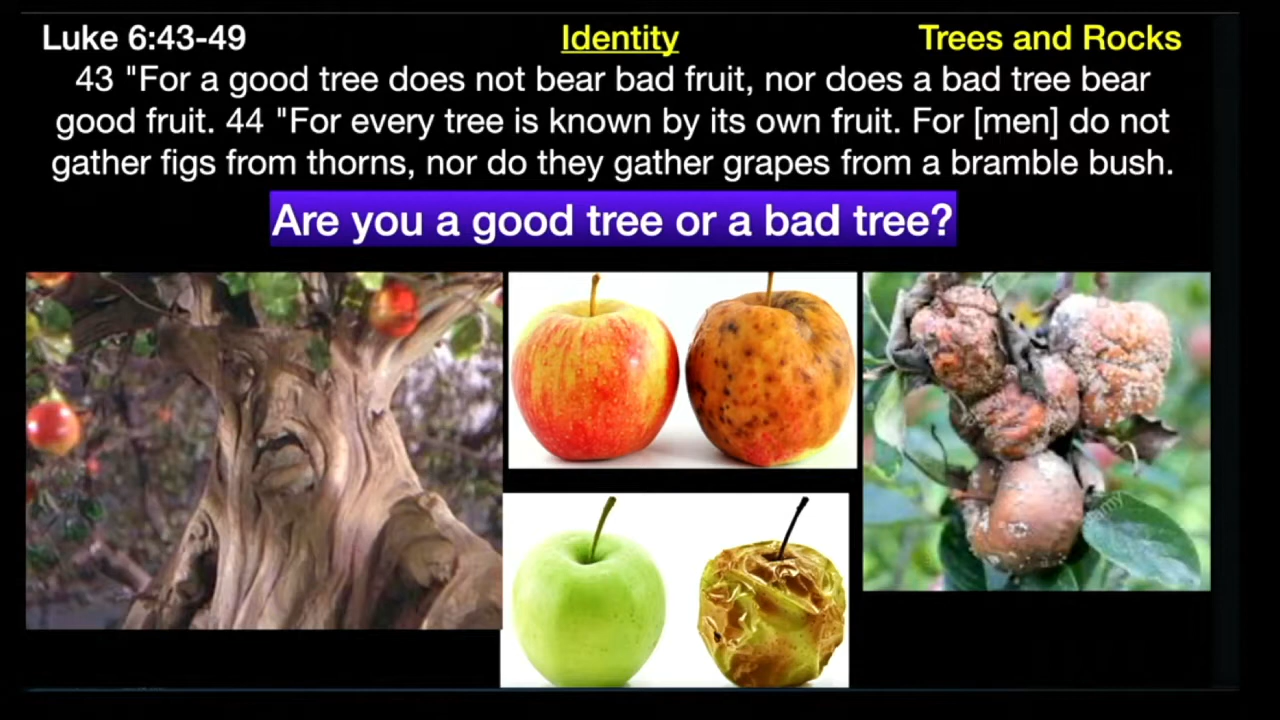 Luke 6:43-49 Identity Trees and Rocks
43 "For a good tree does not bear bad fruit, nor does a bad tree bear
good fruit. 44 "For every tree is known by its own fruit. For [men] do not
gather figs from thorns, nor do they gather grapes from a bramble bush.
Are you a good tree or a bad tree?